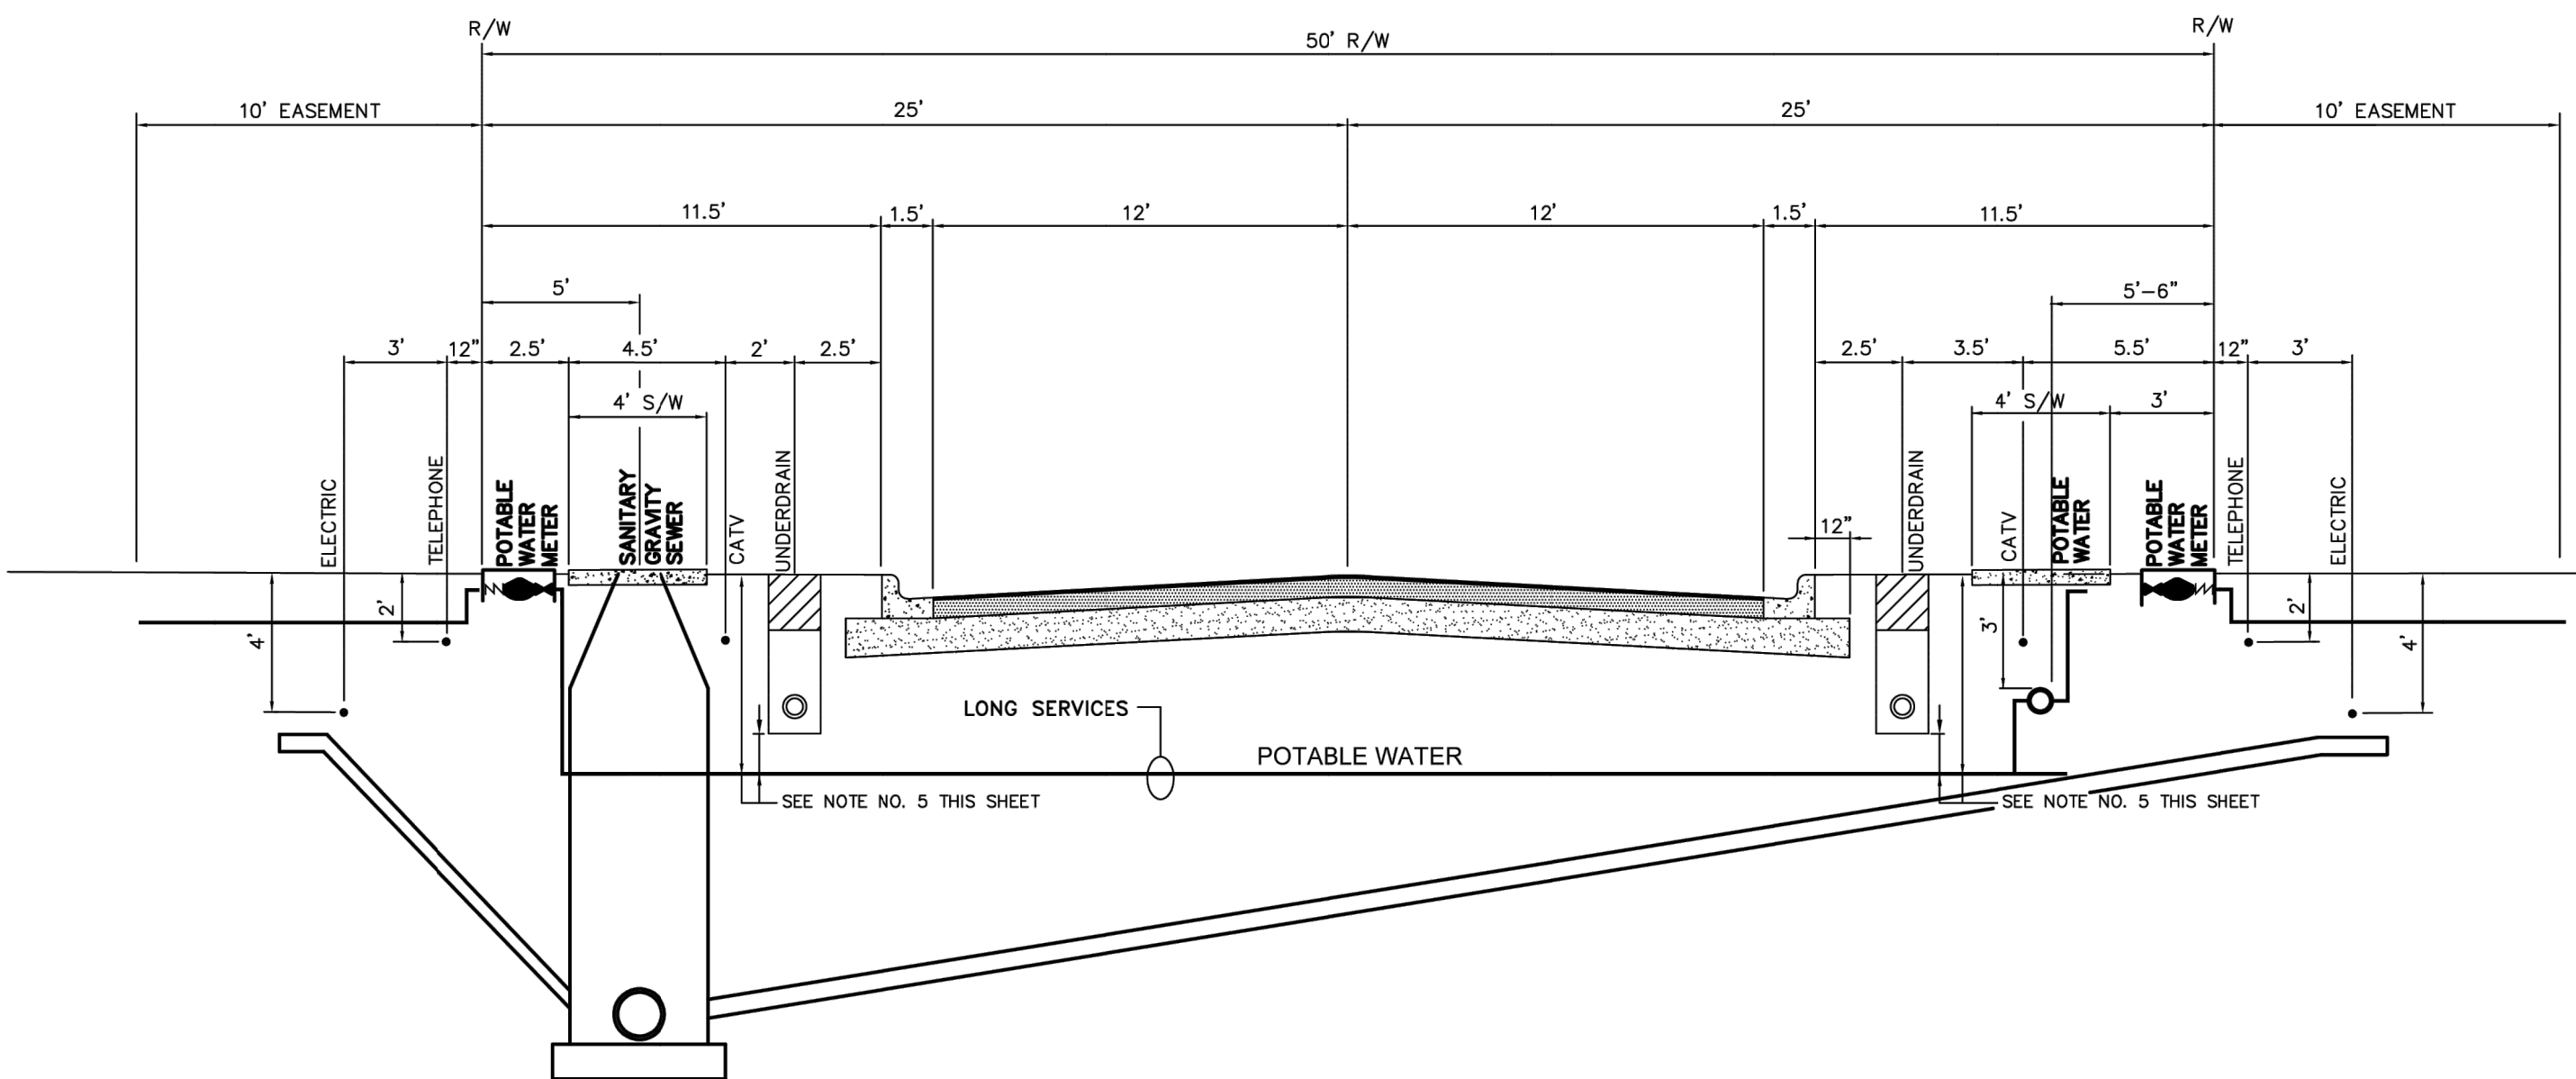 R/W
50' R/W
R/W
10' EASEMENT
25'
25'
10' EASEMENT
11.5'
1.5'
12'
12'
1.5'
11.5'
5'
5'-6"
3'
12"
2.5'
4.5'
2'
2.5'
2.5'
3.5'
5.5'
12"
3'
4' S/W
4' S/W
3'
ELECTRIC
TELEPHONE
POTABLE
WATER
METER
SANITARY
GRAVITY
SEWER
CATV
UNDERDRAIN
12"
UNDERDRAIN
CATV
POTABLE
WATER
POTABLE
WATER
METER
TELEPHONE
ELECTRIC
4'
2'
3'
2'
4'
LONG SERVICES
POTABLE WATER
SEE NOTE NO. 5 THIS SHEET
SEE NOTE NO. 5 THIS SHEET